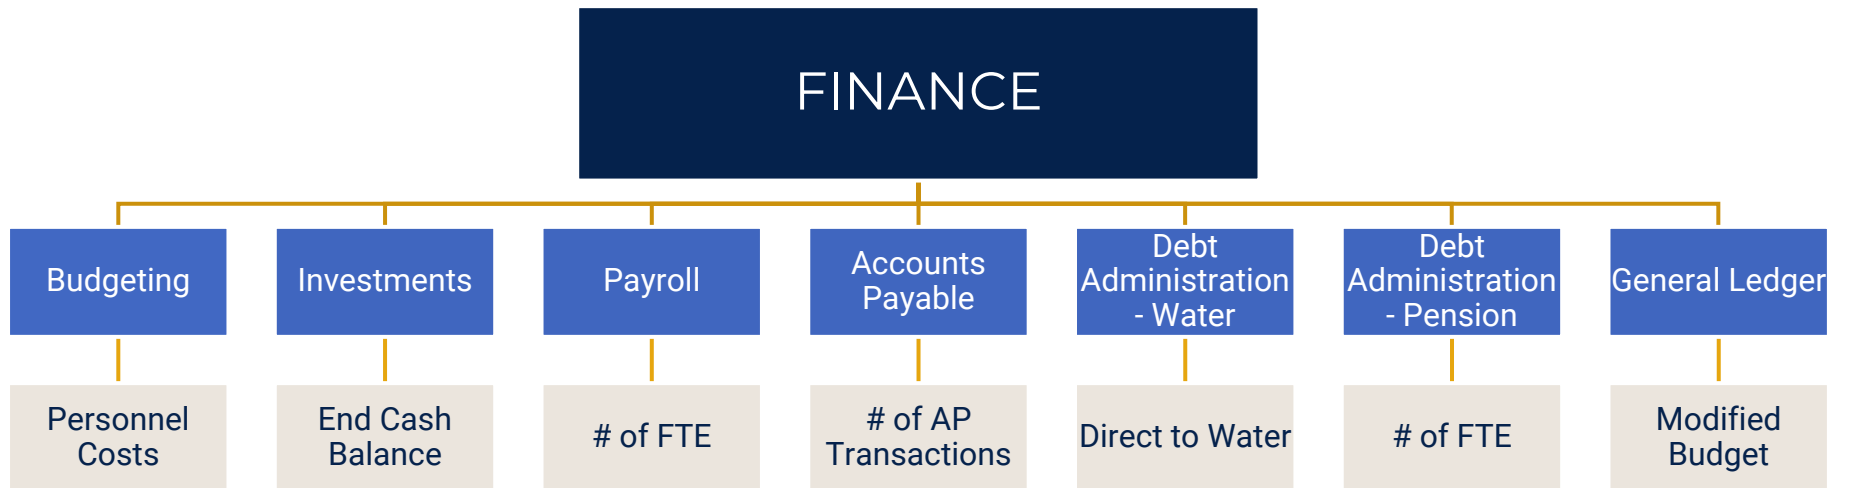 FINANCE
Budgeting
Investments
Payroll
Accounts
Payable
Debt
Administration
- Water
Debt
Administration
- Pension
General Ledger
Personnel
Costs
End Cash
Balance
# of FTE
# of AP
Transactions
Direct to Water
# of FTE
Modified
Budget